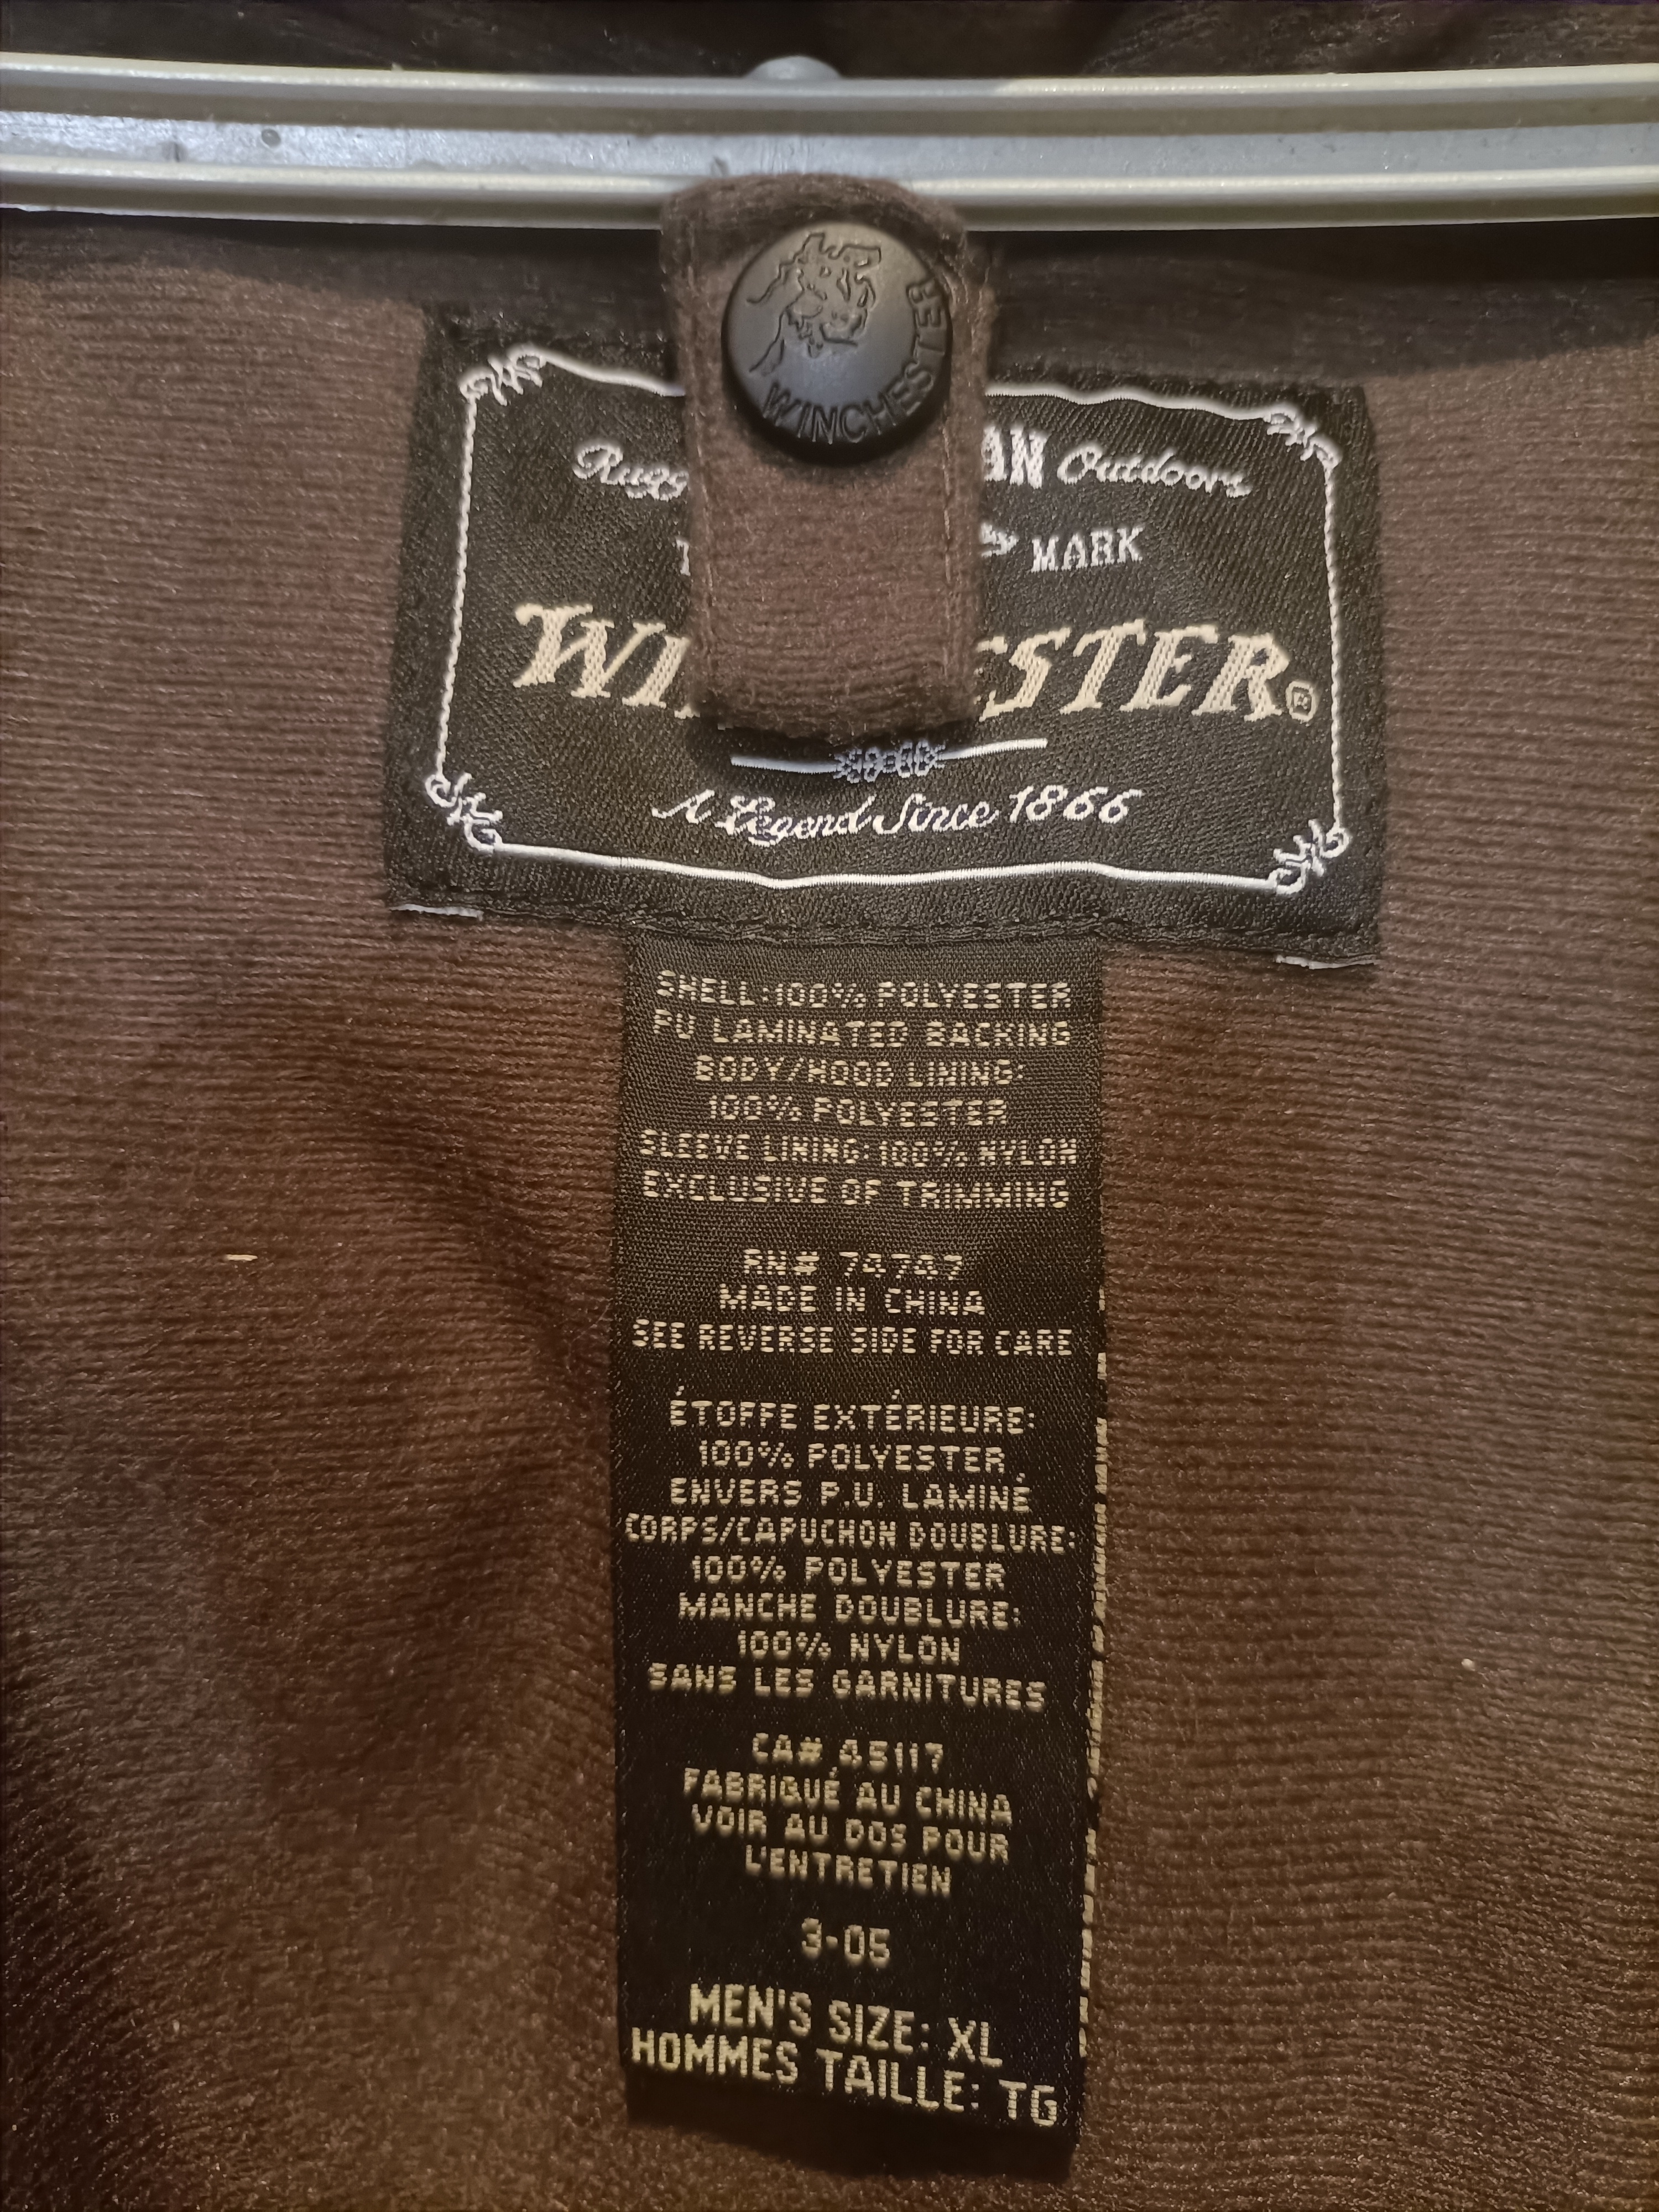 WINCHESTER
Outdoors
MARK
A Legend Since 1866
SHELL:100% POLYESTER
PU LAMINATED BACKING
BODY/HOOD LINING:
100% POLYESTER
SLEEVE LINING:100% NYLON
EXCLUSIVE OF TRIMMING
RN# 74747
MADE IN CHINA
SEE REVERSE SIDE FOR CARE
ÉTOFFE EXTÉRIEURE:
100% POLYESTER
ENVERS P.U. LAMINÉ
CORPS/CAPUCHON DOUBLURE:
100% POLYESTER
MANCHE DOUBLURE:
100% NYLON
SANS LES GARNITURES
CA# 45117
FABRIQUÉ AU CHINA
VOIR AU DOS POUR
L'ENTRETIEN
3-05
MEN'S SIZE: XL
HOMMES TAILLE: TG